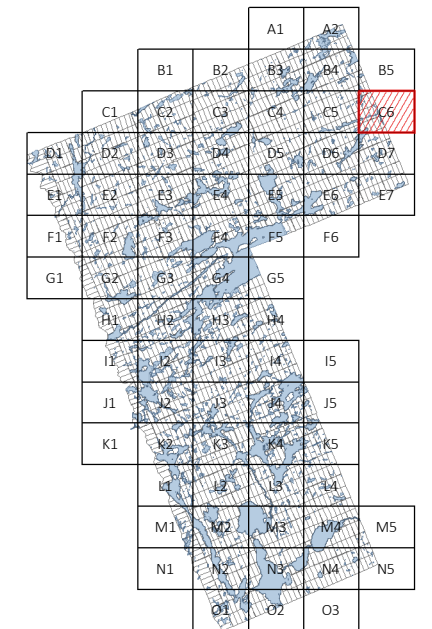 A1 A2
B1 B2 B3 B4 B5
C1 C2 C3 C4 C5 C6
D1 D2 D3 D4 D5 D6 D7
E1 E2 E3 E4 E5 E6 E7
F1 F2 F3 F4 F5 F6
G1 G2 G3 G4 G5
H1 H2 H3 H4
I1 I2 I3 I4 I5
J1 J2 J3 J4 J5
K1 K2 K3 K4 K5
L1 L2 L3 L4
M1 M2 M3 M4 M5
N1 N2 N3 N4 N5
O1 O2 O3